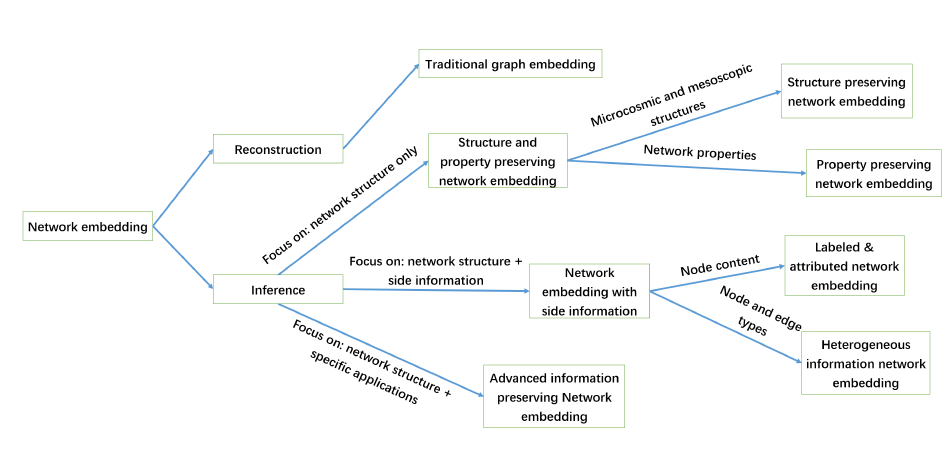 Traditional graph embedding
Microcosmic and mesoscopic
structures
Structure preserving
network embedding
Reconstruction
Structure and
property preserving
network embedding
Network properties
Property preserving
network embedding
Focus on: network structure only
Network embedding
Focus on: network structure +
side information
Inference
Network
embedding with
side information
Node content
Labeled &
attributed network
embedding
Node and edge
types
Heterogeneous
information network
embedding
Focus on: network structure +
specific applications
Advanced information
preserving Network
embedding